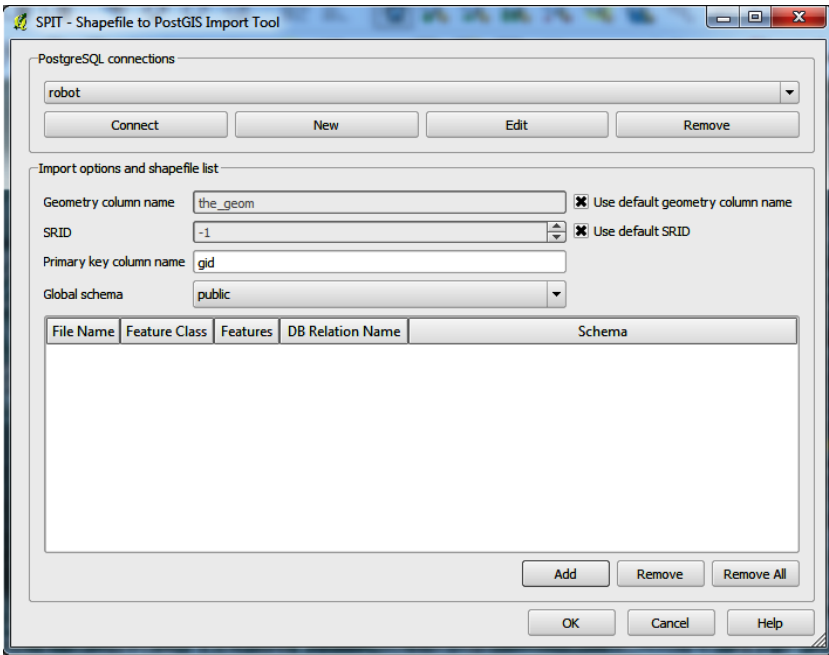 SPIT - Shapefile to PostGIS Import Tool
PostgreSQL connections
robot
Connect New Edit Remove
Import options and shapefile list
Geometry column name the_geom Use default geometry column name
SRID -1 Use default SRID
Primary key column name gid
Global schema public
File Name Feature Class Features DB Relation Name Schema
Add Remove Remove All
OK Cancel Help